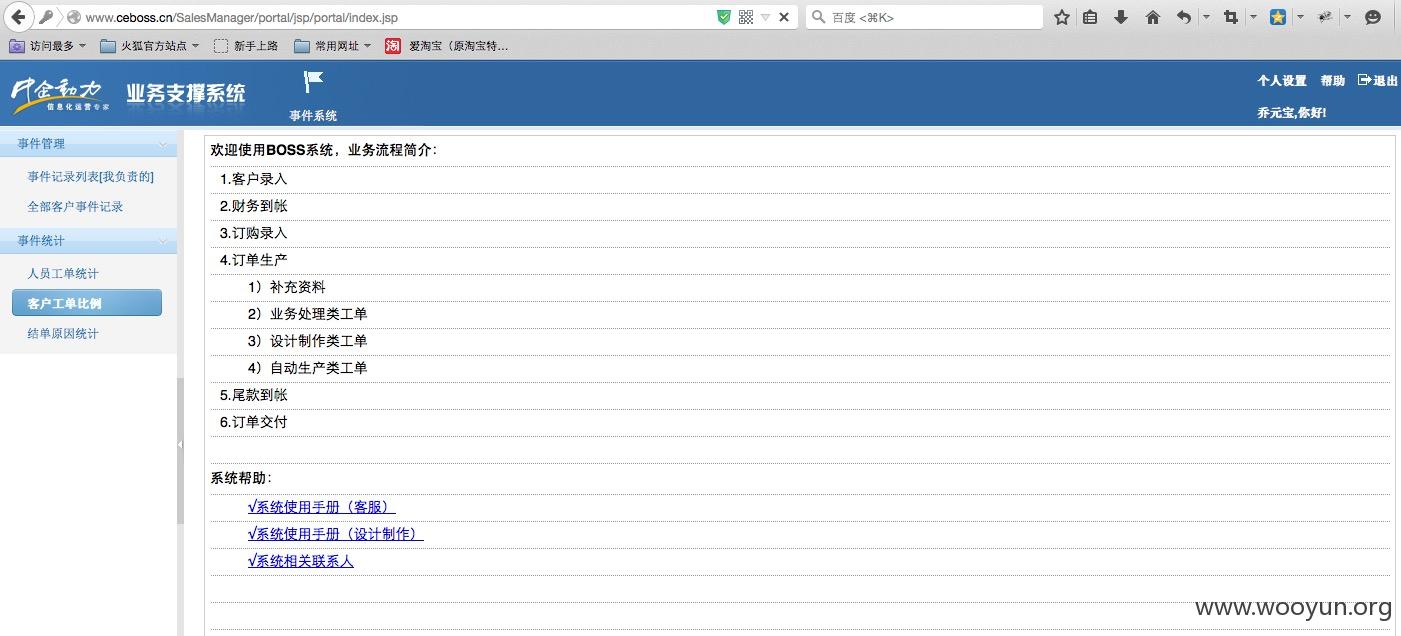 www.ceboss.cn/SalesManager/portal/jsp/portal/index.jsp
百度 <⌘K>
访问最多 火狐官方站点 新手上路 常用网址 淘 爱淘宝（原淘宝特...
中企动力
信息化运营专家
业务支撑系统
事件系统
个人设置 帮助 退出
乔元宝,你好!
事件管理
事件记录列表[我负责的]
全部客户事件记录
事件统计
人员工单统计
客户工单比例
结单原因统计
欢迎使用BOSS系统，业务流程简介：
1.客户录入
2.财务到帐
3.订购录入
4.订单生产
1）补充资料
2）业务处理类工单
3）设计制作类工单
4）自动生产类工单
5.尾款到帐
6.订单交付
系统帮助：
√系统使用手册（客服）
√系统使用手册（设计制作）
√系统相关联系人
www.wooyun.org